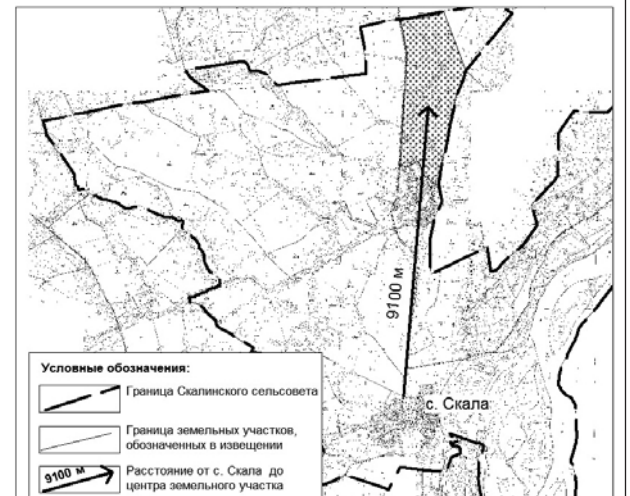 9100 м
с. Скала
Условные обозначения:
Граница Скалинского сельсовета
Граница земельных участков,
обозначенных в извещении
9100 м
Расстояние от с. Скала до
центра земельного участка